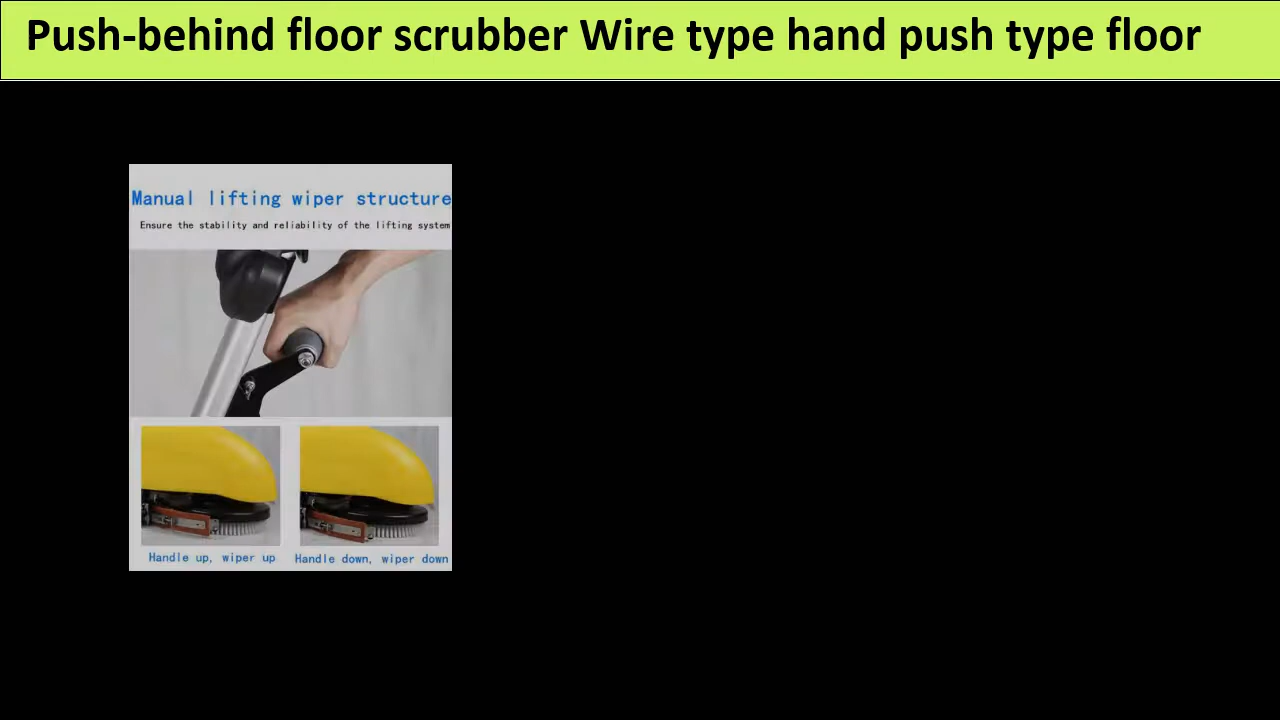 Push-behind floor scrubber Wire type hand push type floor
Manual lifting wiper structure
Ensure the stability and reliability of the lifting system
Handle up, wiper up
Handle down, wiper down